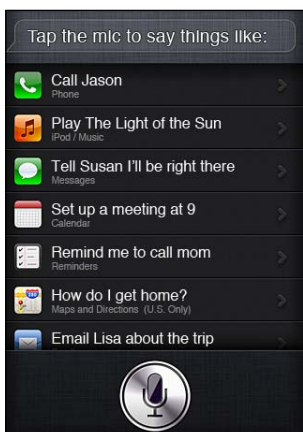 Tap the mic to say things like:
Call Jason
Phone
Play The Light of the Sun
iPod / Music
Tell Susan I'll be right there
Messages
Set up a meeting at 9
Calendar
Remind me to call mom
Reminders
How do I get home?
Maps and Directions (U.S. Only)
Email Lisa about the trip